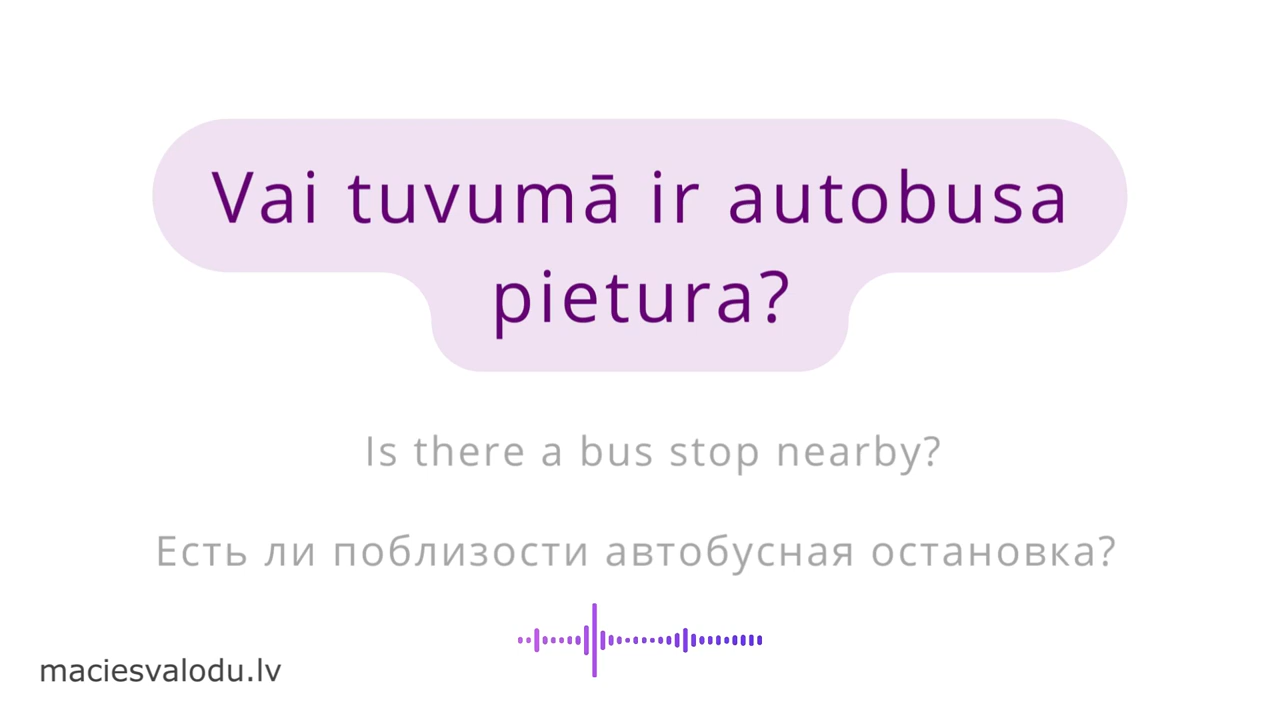 Vai tuvumā ir autobusa
pietura?
Is there a bus stop nearby?
Есть ли поблизости автобусная остановка?
maciesvalodu.lv